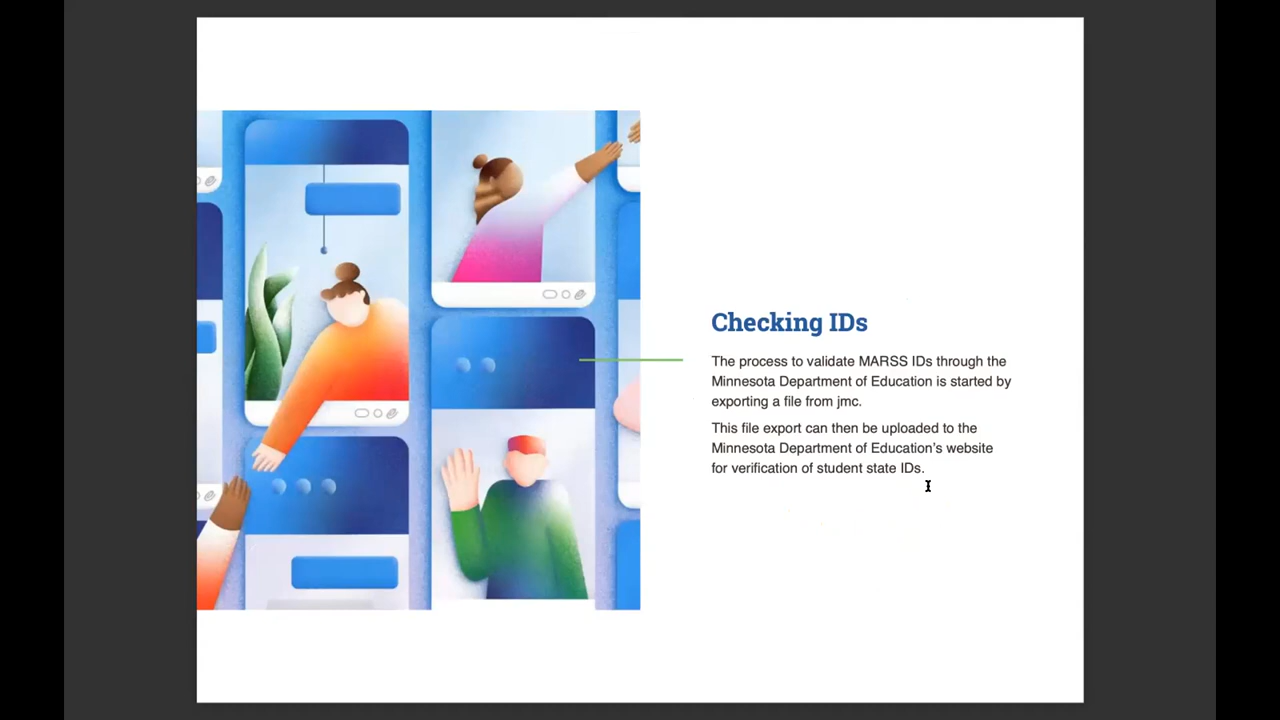 Checking IDs
The process to validate MARSS IDs through the
Minnesota Department of Education is started by
exporting a file from jmc.
This file export can then be uploaded to the
Minnesota Department of Education’s website
for verification of student state IDs.